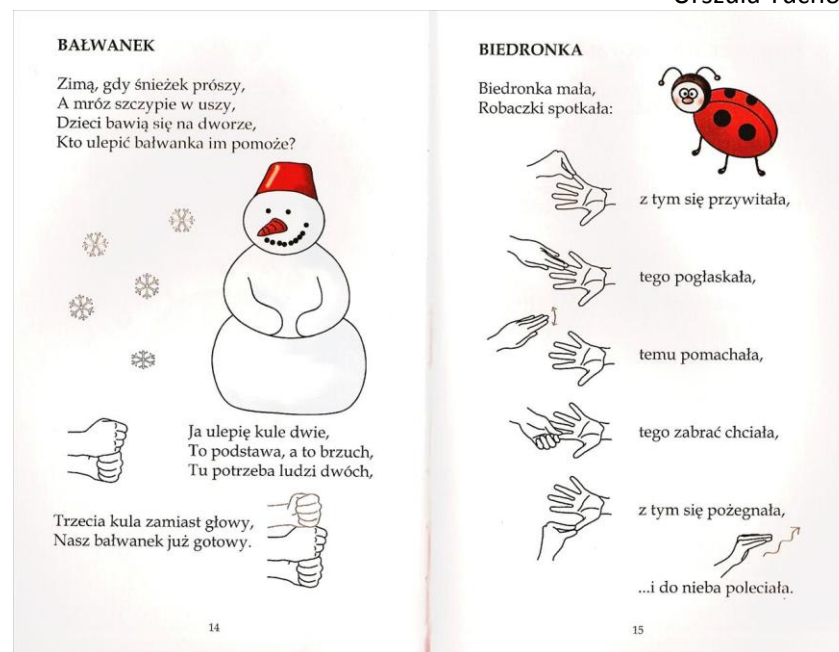 Urszula
BAŁWANEK
Zimą, gdy śnieżek prószy,
A mróz szczypie w uszy,
Dzieci bawią się na dworze,
Kto ulepić bałwanka im pomoże?
Ja ulepię kule dwie,
To podstawa, a to brzuch,
Tu potrzeba ludzi dwóch,
Trzecia kula zamiast głowy,
Nasz bałwanek już gotowy.
14
BIEDRONKA
Biedronka mała,
Robaczki spotkała:
z tym się przywitała,
tego pogłaskała,
temu pomachała,
tego zabrać chciała,
z tym się pożegnała,
...i do nieba poleciała.
15